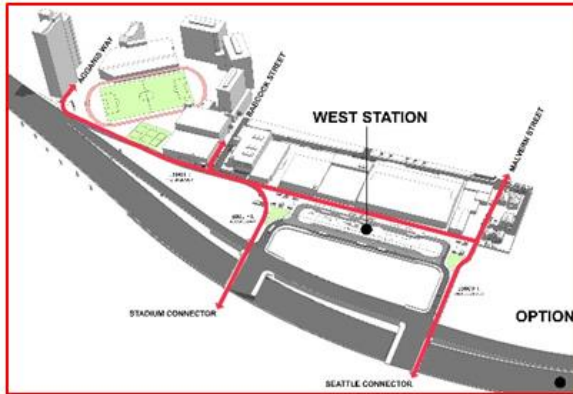 AGGANIS WAY
BABCOCK STREET
WEST STATION
MALVERN STREET
STADIUM CONNECTOR
OPTION
SEATTLE CONNECTOR